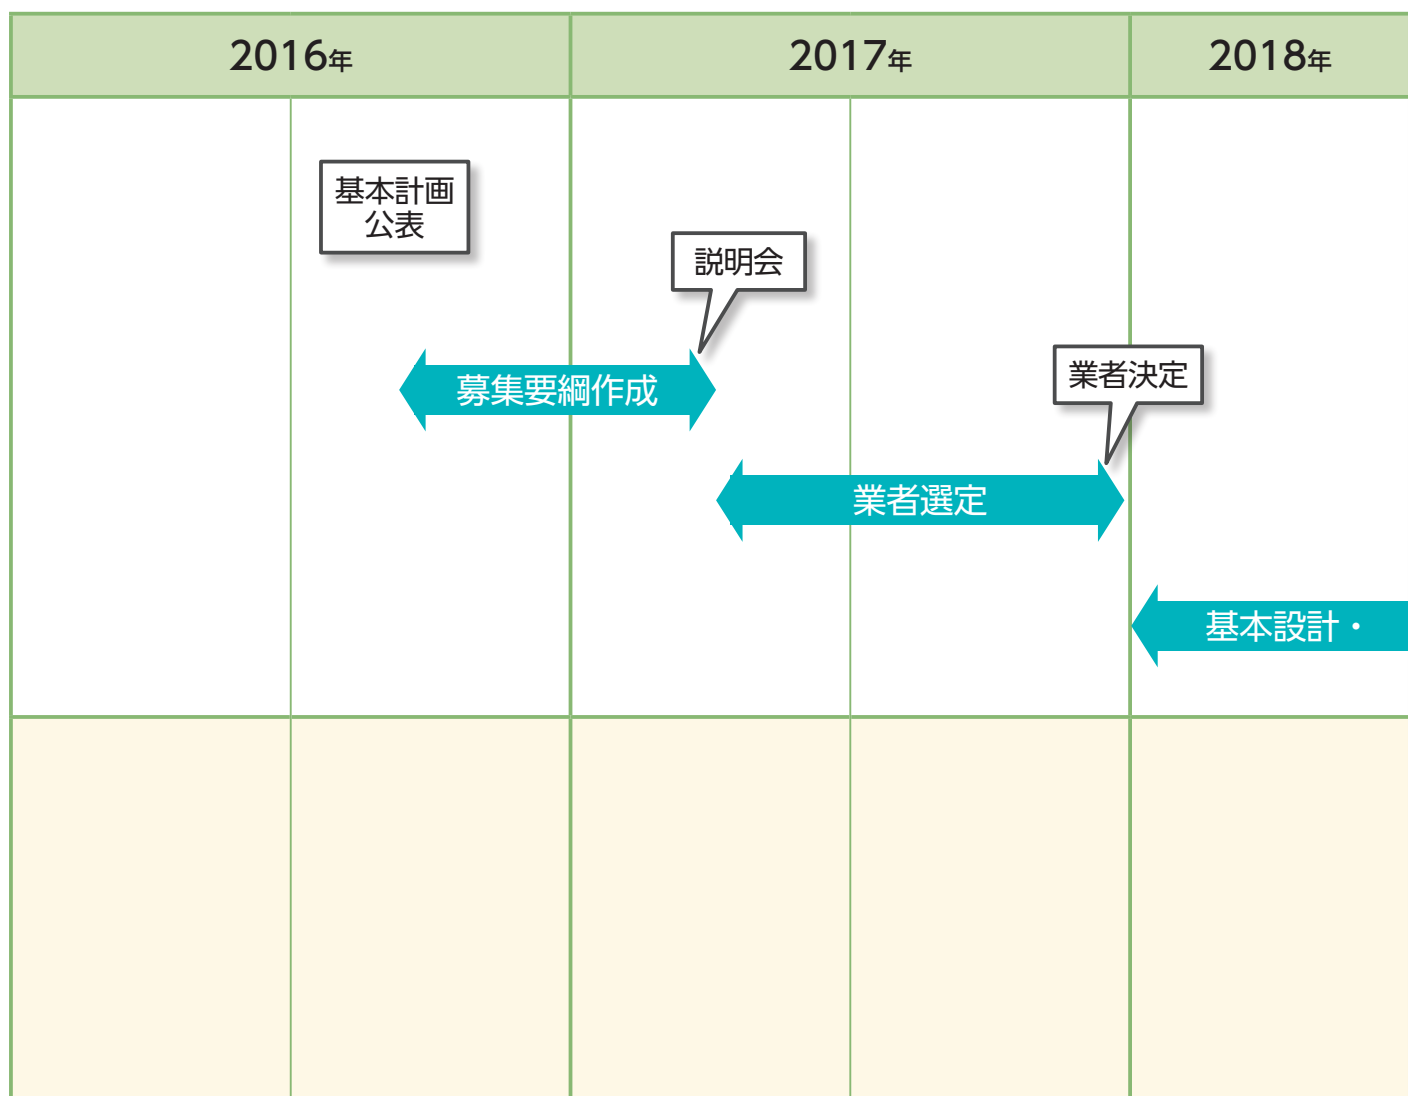 2016年
2017年
2018年
基本計画
公表
説明会
業者決定
募集要綱作成
業者選定
基本設計・